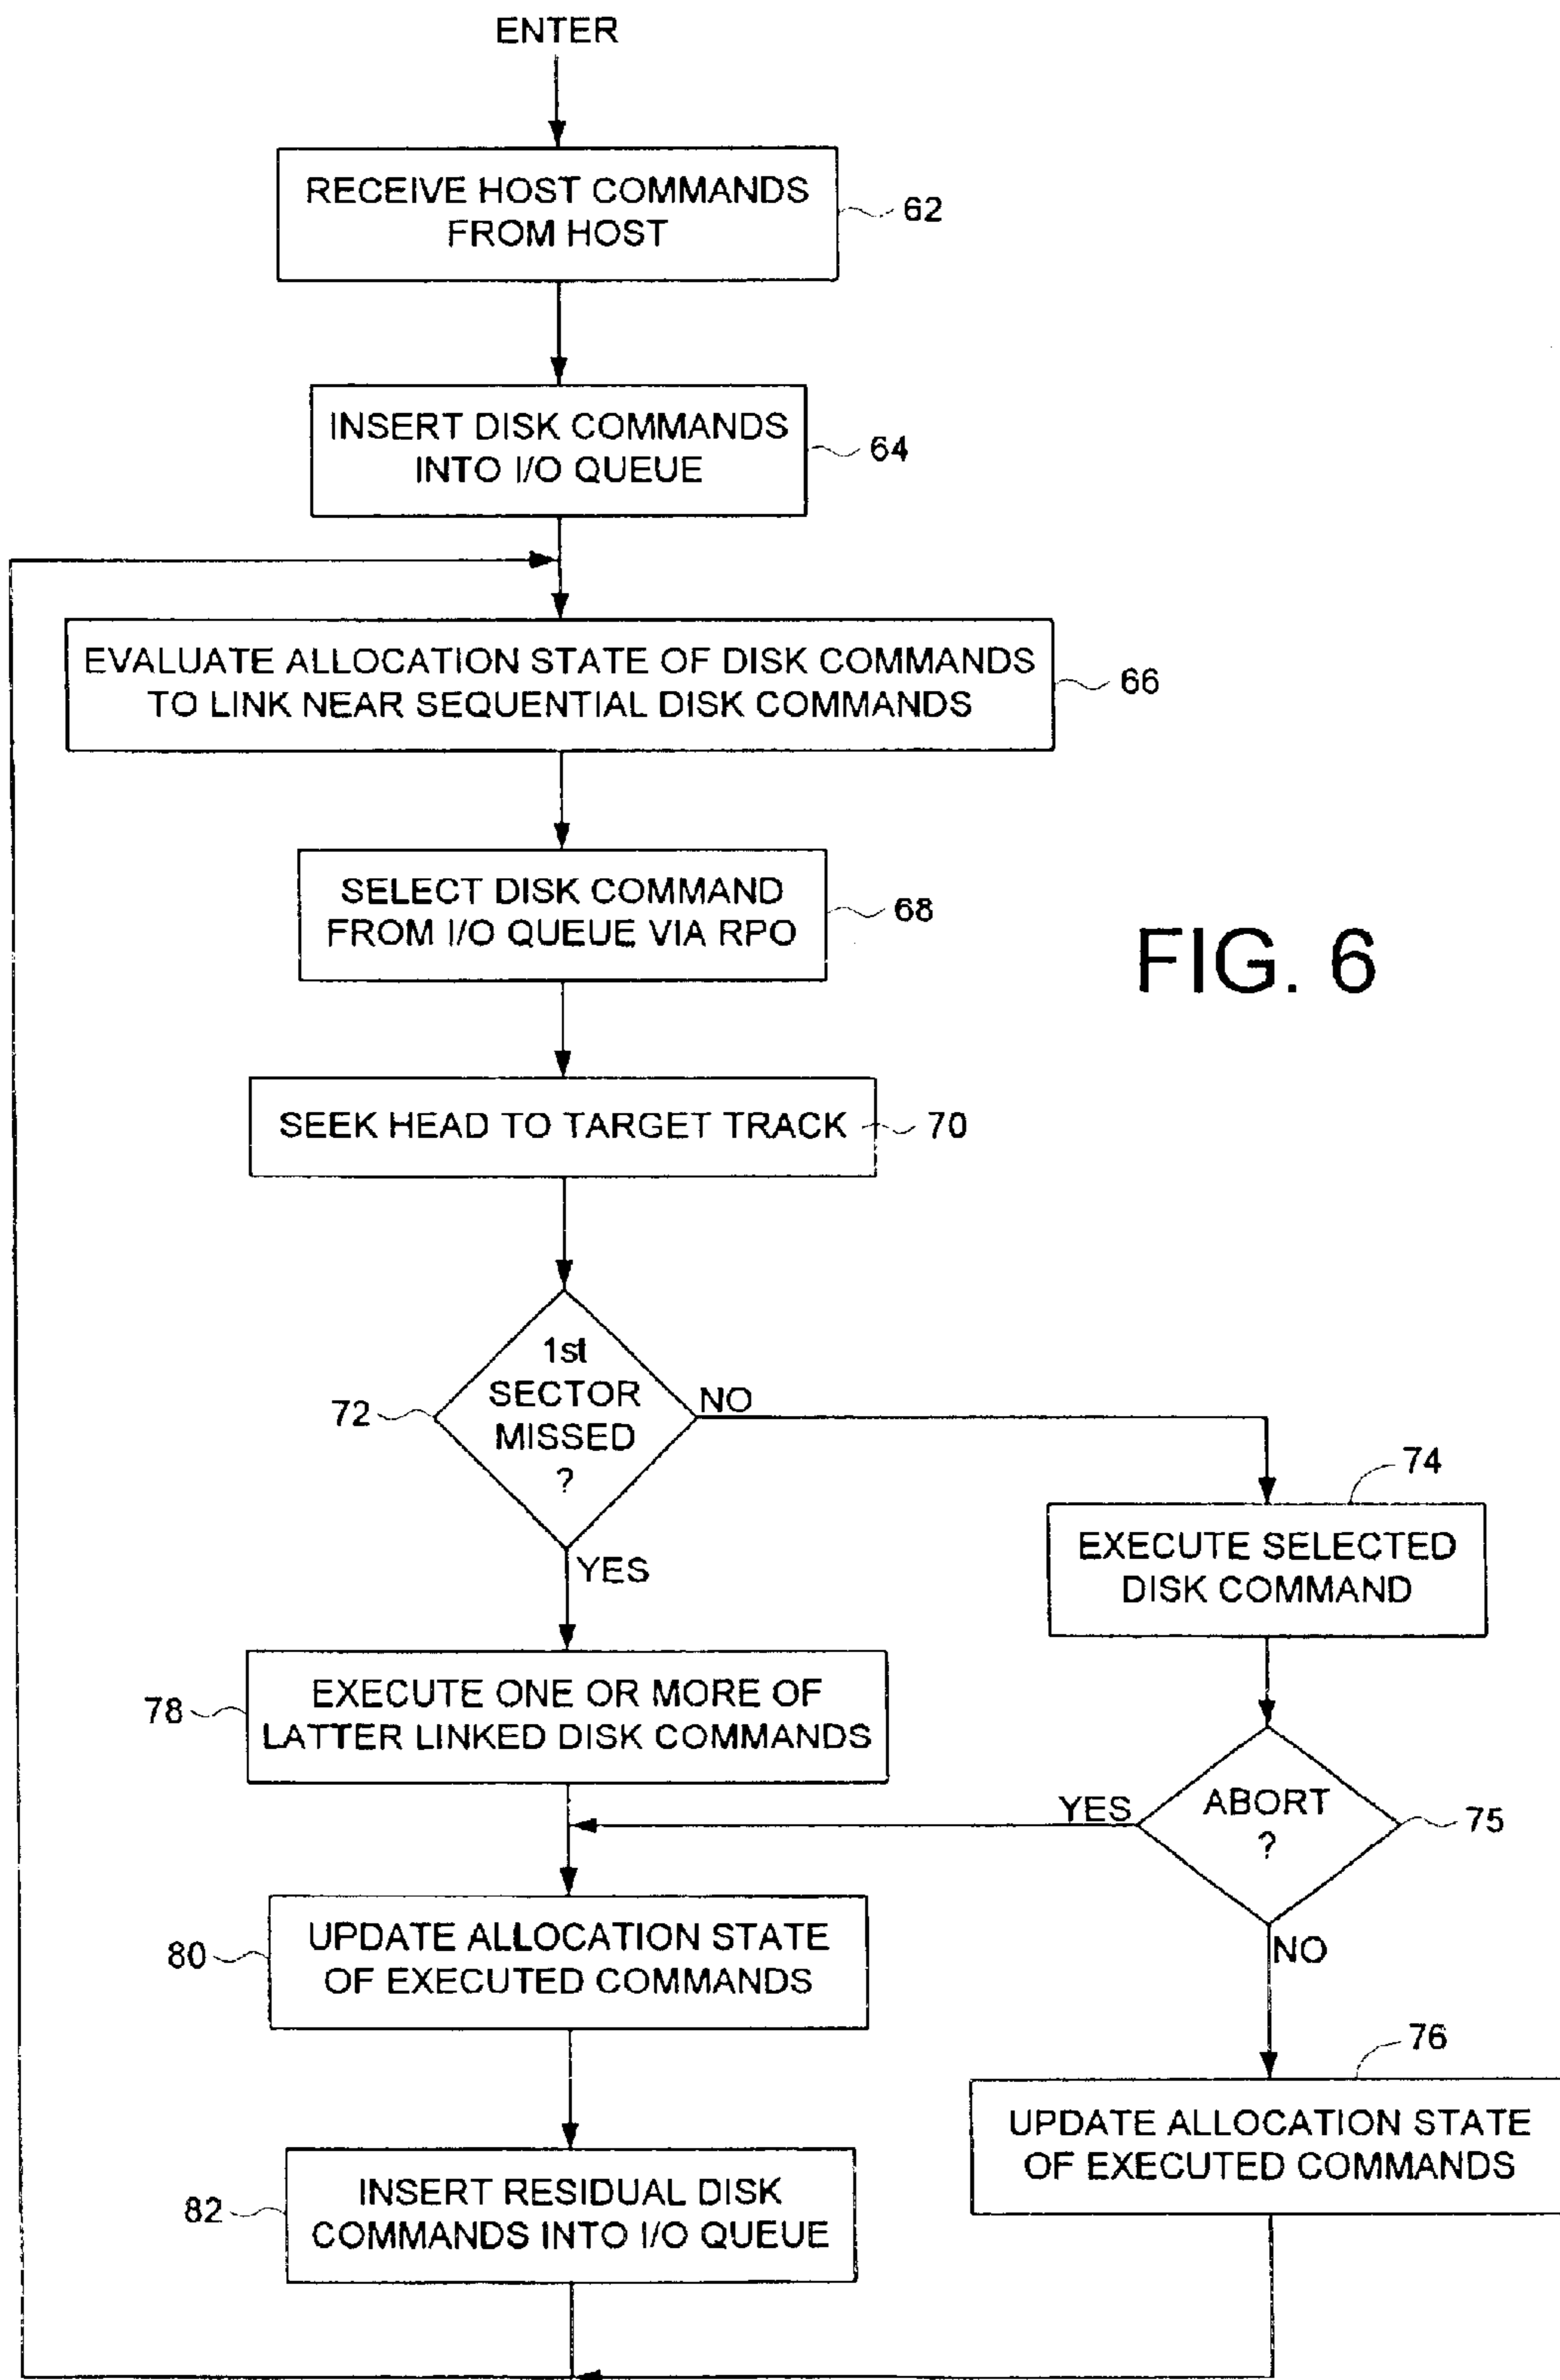 ENTER
RECEIVE HOST COMMANDS
FROM HOST
62
INSERT DISK COMMANDS
INTO I/O QUEUE
64
EVALUATE ALLOCATION STATE OF DISK COMMANDS
TO LINK NEAR SEQUENTIAL DISK COMMANDS
66
SELECT DISK COMMAND
FROM I/O QUEUE VIA RPO
68
FIG. 6
SEEK HEAD TO TARGET TRACK
70
1st
SECTOR
MISSED
?
72
NO
YES
74
EXECUTE SELECTED
DISK COMMAND
78
EXECUTE ONE OR MORE OF
LATTER LINKED DISK COMMANDS
ABORT
?
75
YES
NO
80
UPDATE ALLOCATION STATE
OF EXECUTED COMMANDS
76
UPDATE ALLOCATION STATE
OF EXECUTED COMMANDS
82
INSERT RESIDUAL DISK
COMMANDS INTO I/O QUEUE